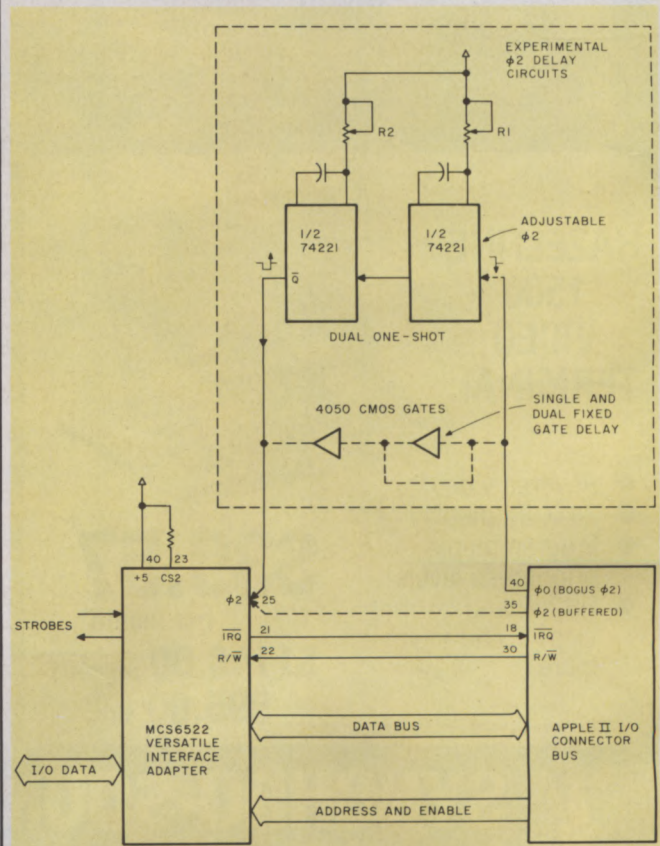 EXPERIMENTAL
φ2 DELAY
CIRCUITS
R2
R1
1/2
74221
Q̅
1/2
74221
ADJUSTABLE
φ2
DUAL ONE-SHOT
4050 CMOS GATES
SINGLE AND
DUAL FIXED
GATE DELAY
40 23
+5 CS2
φ2 25
40 φ0 (BOGUS φ2)
35 φ2 (BUFFERED)
STROBES
I̅R̅Q̅ 21
18 I̅R̅Q̅
R/W̅ 22
30 R/W̅
MCS6522
VERSATILE
INTERFACE
ADAPTER
DATA BUS
APPLE II I/O
CONNECTOR
BUS
I/O DATA
ADDRESS AND ENABLE